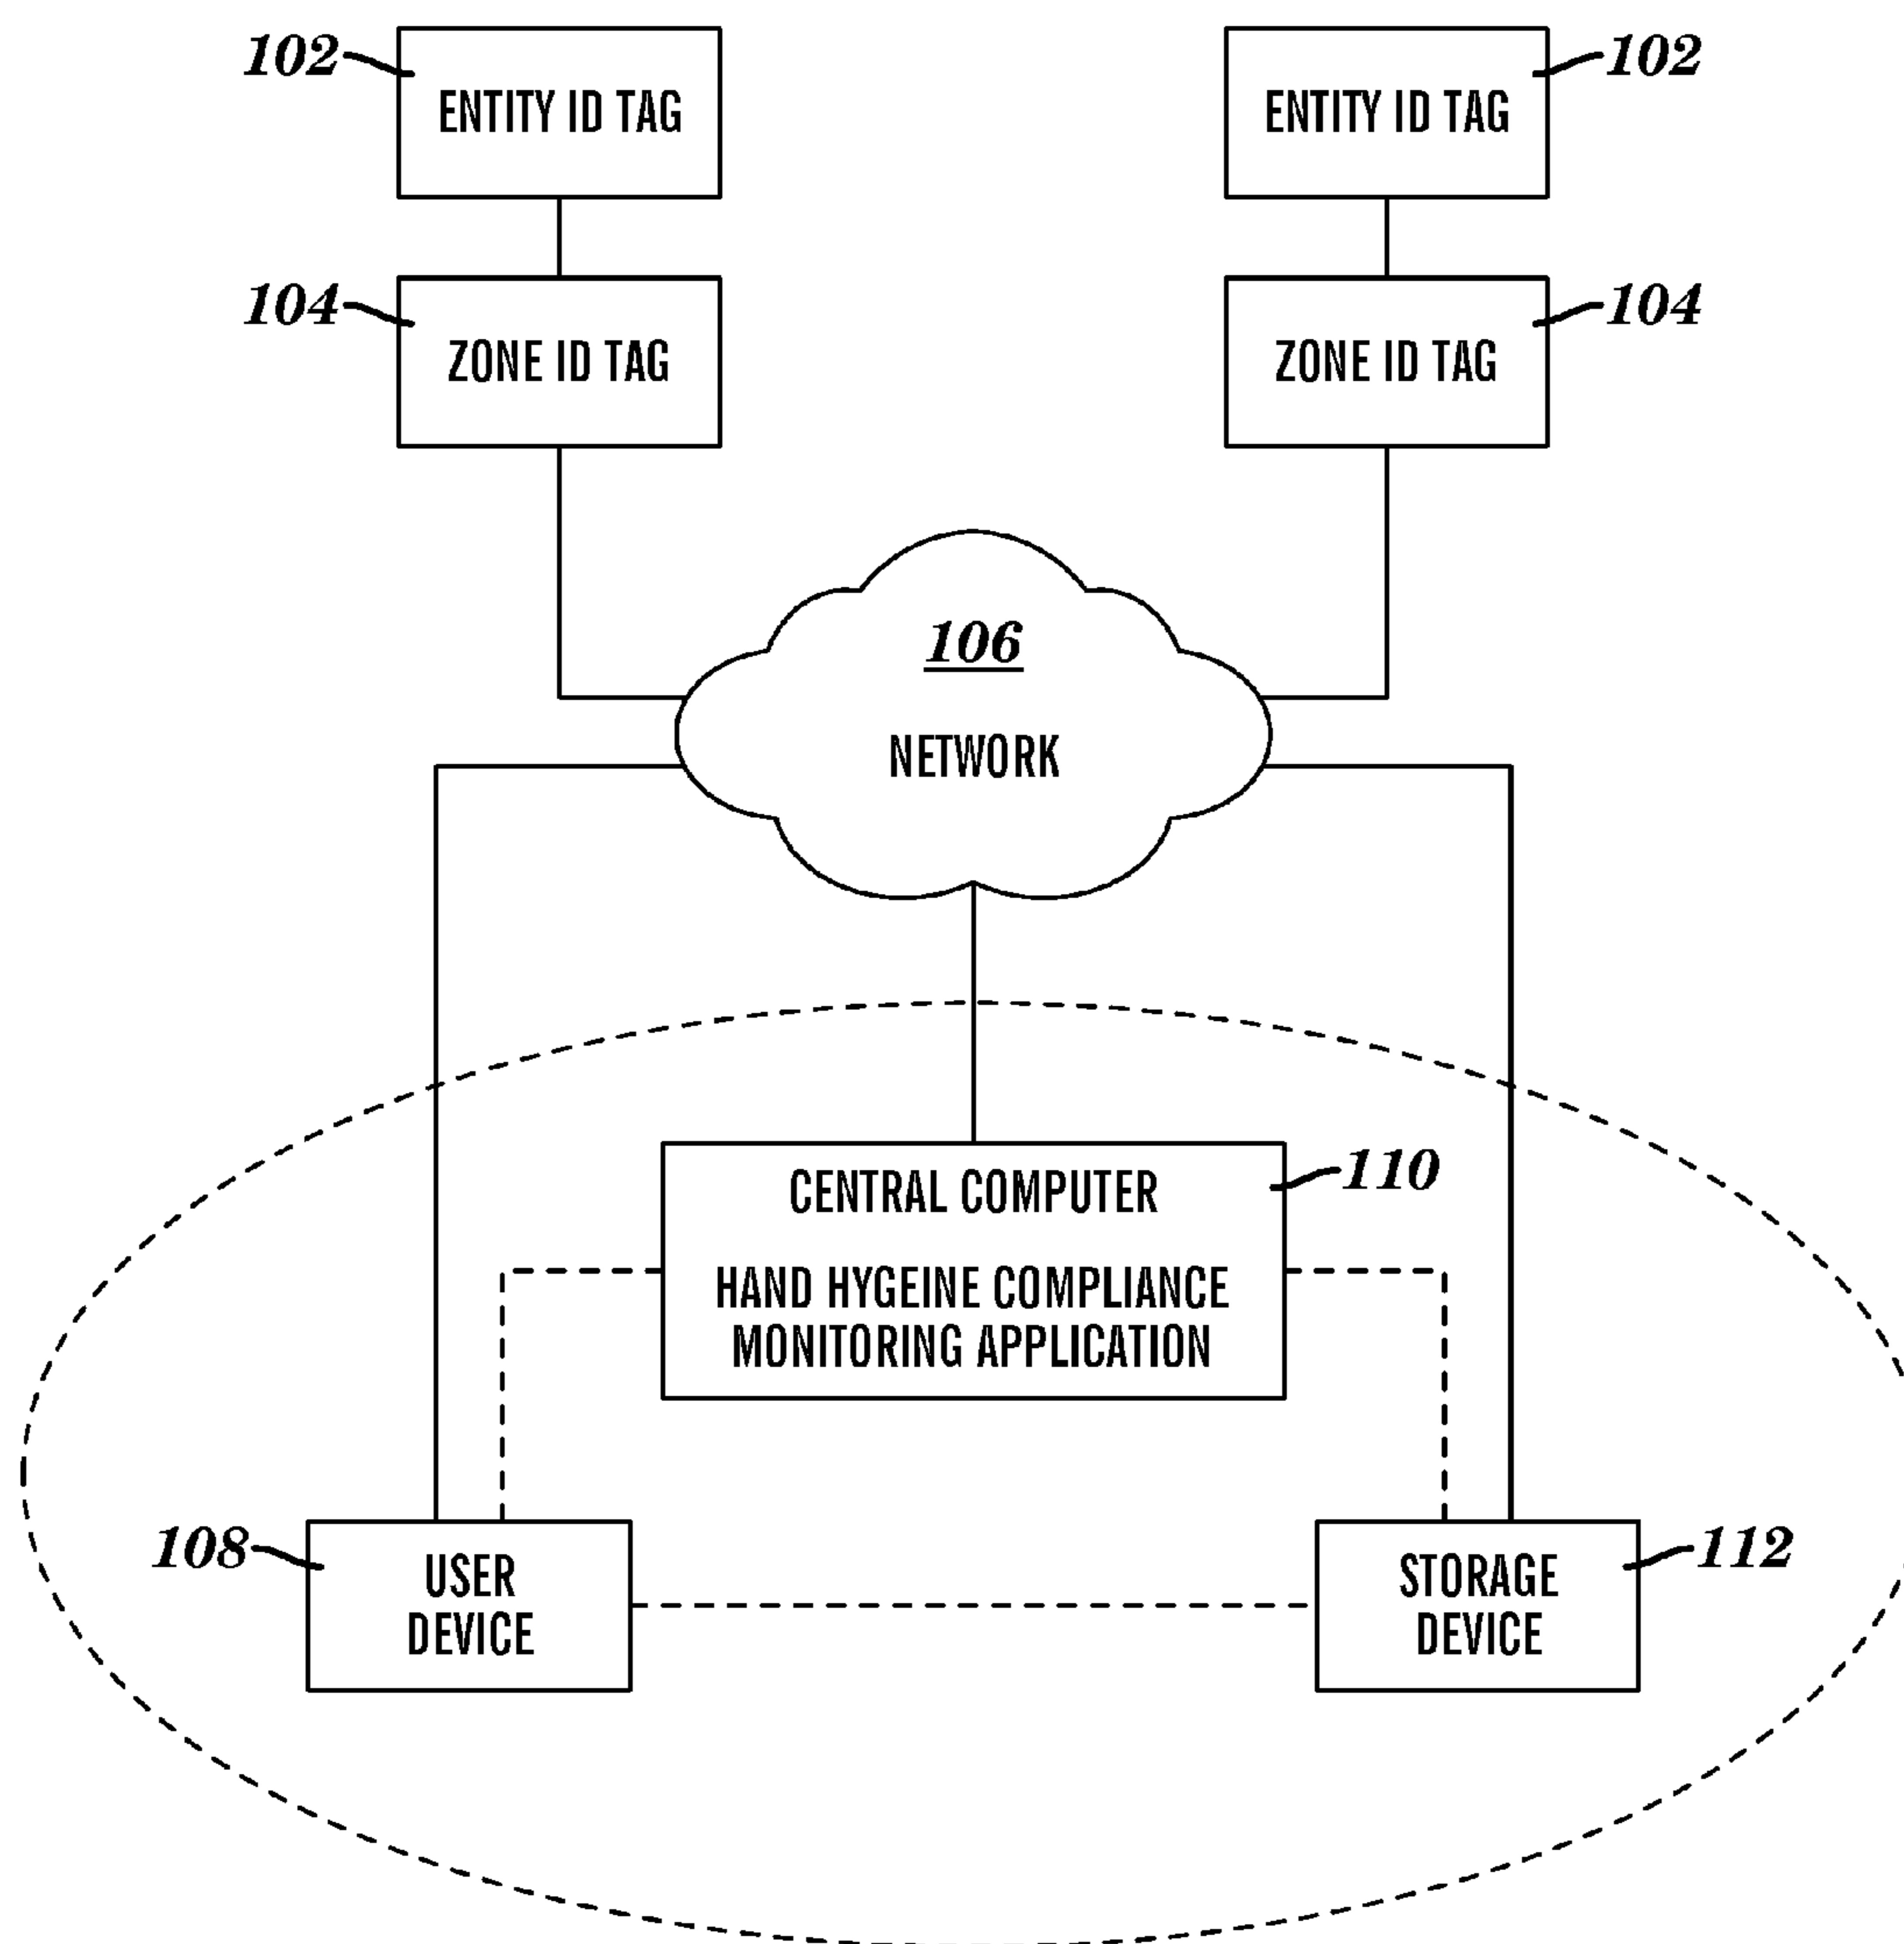 102
ENTITY ID TAG
ENTITY ID TAG
102
104
ZONE ID TAG
ZONE ID TAG
104
106
NETWORK
CENTRAL COMPUTER
110
HAND HYGEINE COMPLIANCE
MONITORING APPLICATION
108
USER
DEVICE
STORAGE
DEVICE
112